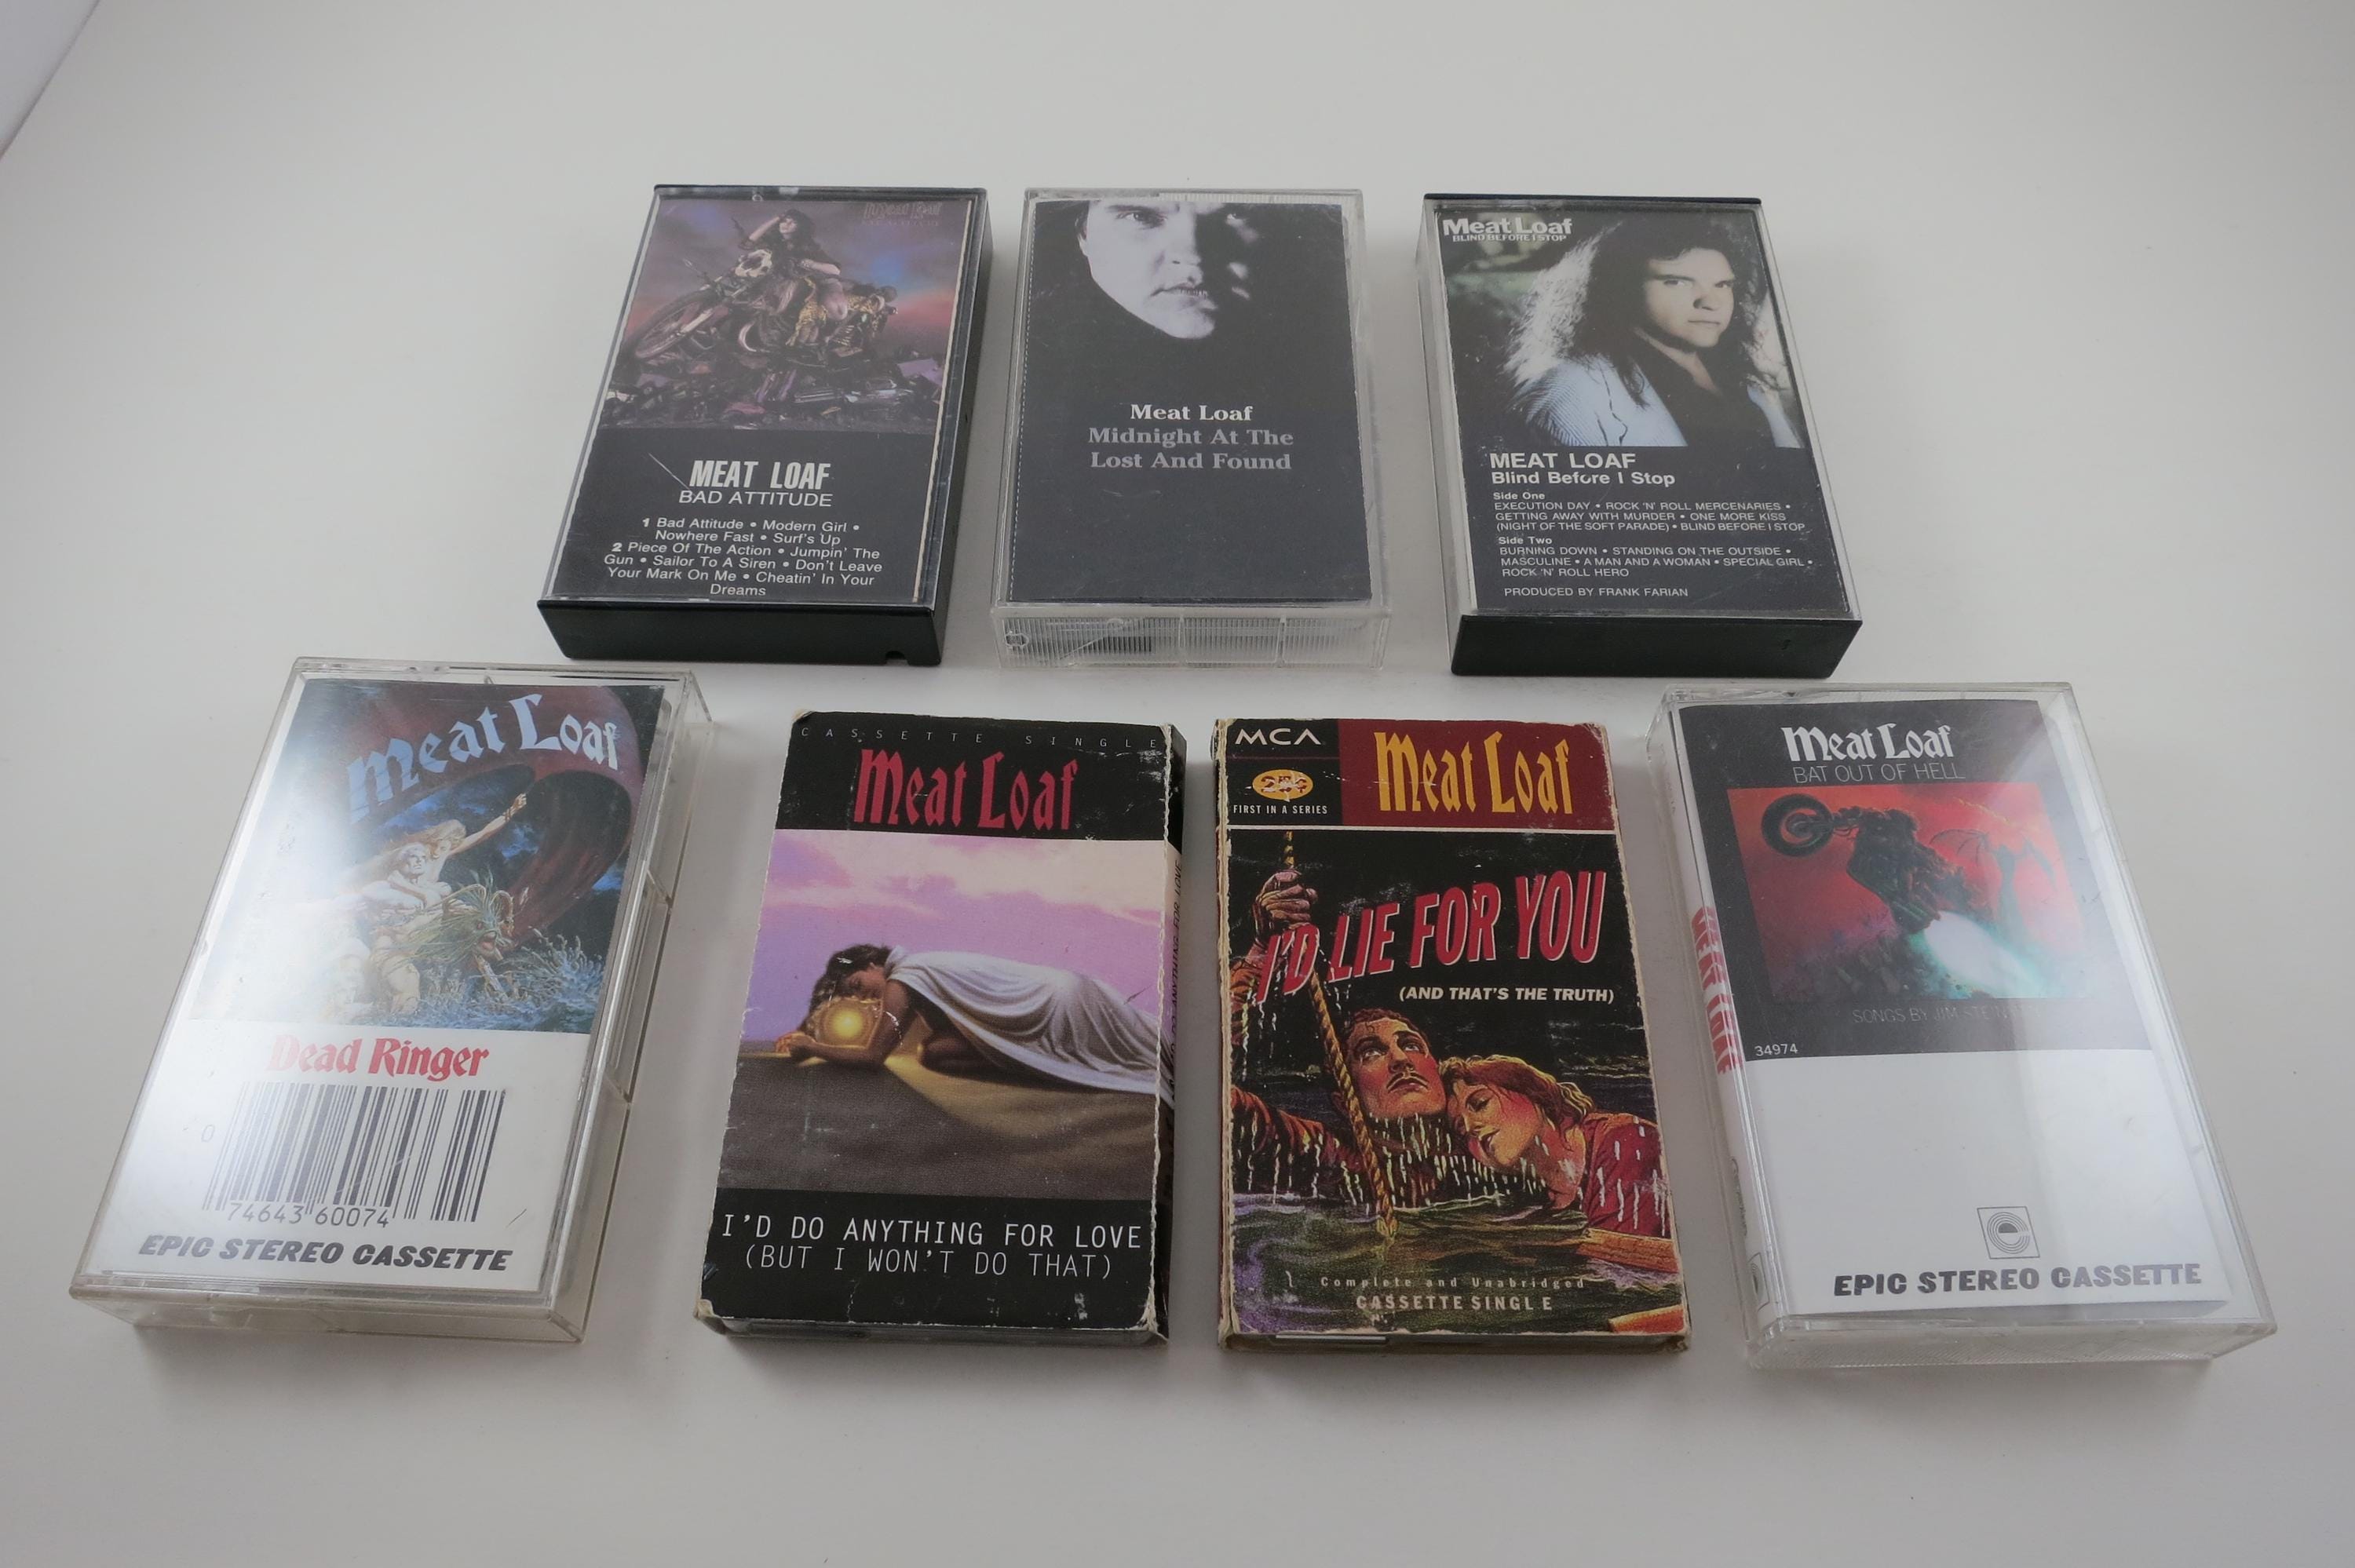 MEAT LOAF
BAD ATTITUDE
1 Bad Attitude • Modern Girl •
Nowhere Fast • Surf's Up
2 Piece Of The Action • Jumpin' The
Gun • Sailor To A Siren • Don't Leave
Your Mark On Me • Cheatin' In Your
Dreams
Meat Loaf
Midnight At The
Lost And Found
Meat Loaf
BLIND BEFORE I STOP
MEAT LOAF
Blind Before I Stop
Side One
EXECUTION DAY • ROCK 'N' ROLL MERCENARIES •
GETTING AWAY WITH MURDER • ONE MORE KISS
(NIGHT OF THE SOFT PARADE) • BLIND BEFORE I STOP
Side Two
BURNING DOWN • STANDING ON THE OUTSIDE •
MASCULINE • A MAN AND A WOMAN • SPECIAL GIRL •
ROCK 'N' ROLL HERO
PRODUCED BY FRANK FARIAN
Meat Loaf
Dead Ringer
0 74643 60074
EPIC STEREO CASSETTE
CASSETTE SINGLE
Meat Loaf
I'D DO ANYTHING FOR LOVE
(BUT I WON'T DO THAT)
MCA
FIRST IN A SERIES
Meat Loaf
I'D LIE FOR YOU
(AND THAT'S THE TRUTH)
Complete and Unabridged
CASSETTE SINGLE
Meat Loaf
BAT OUT OF HELL
SONGS BY JIM
34974
EPIC STEREO CASSETTE